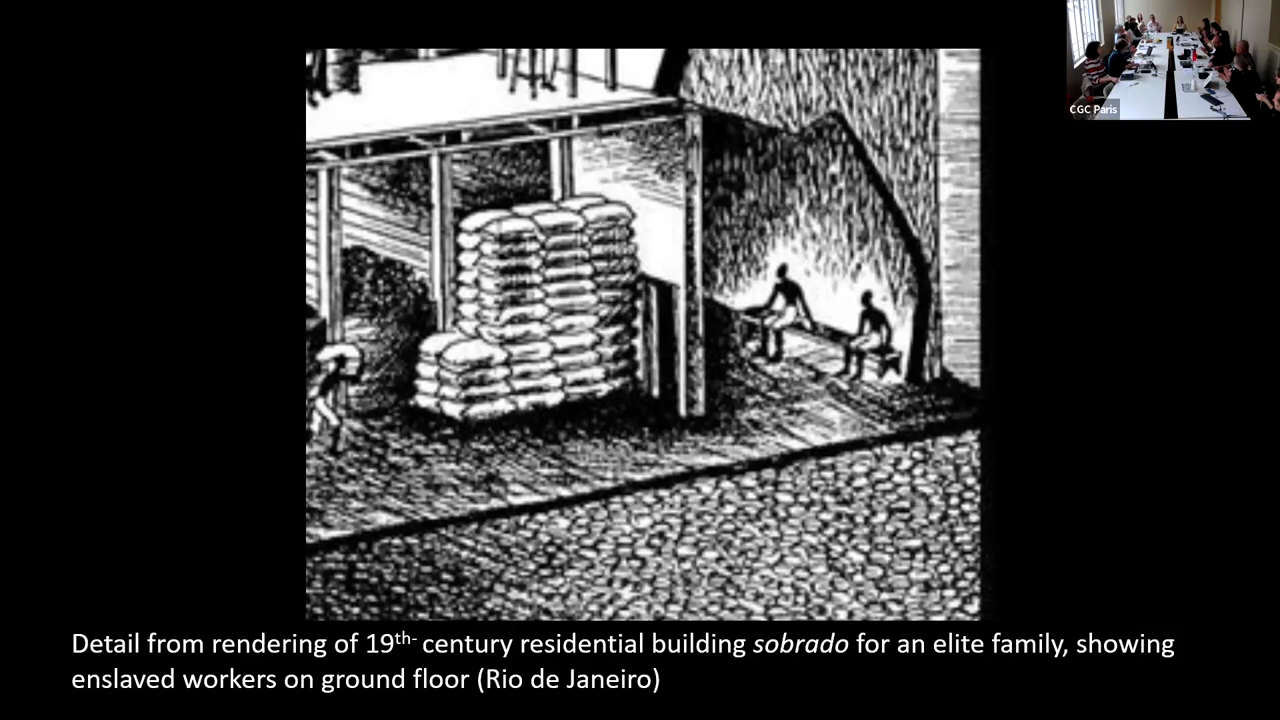 CGC Paris
Detail from rendering of 19th- century residential building sobrado for an elite family, showing
enslaved workers on ground floor (Rio de Janeiro)